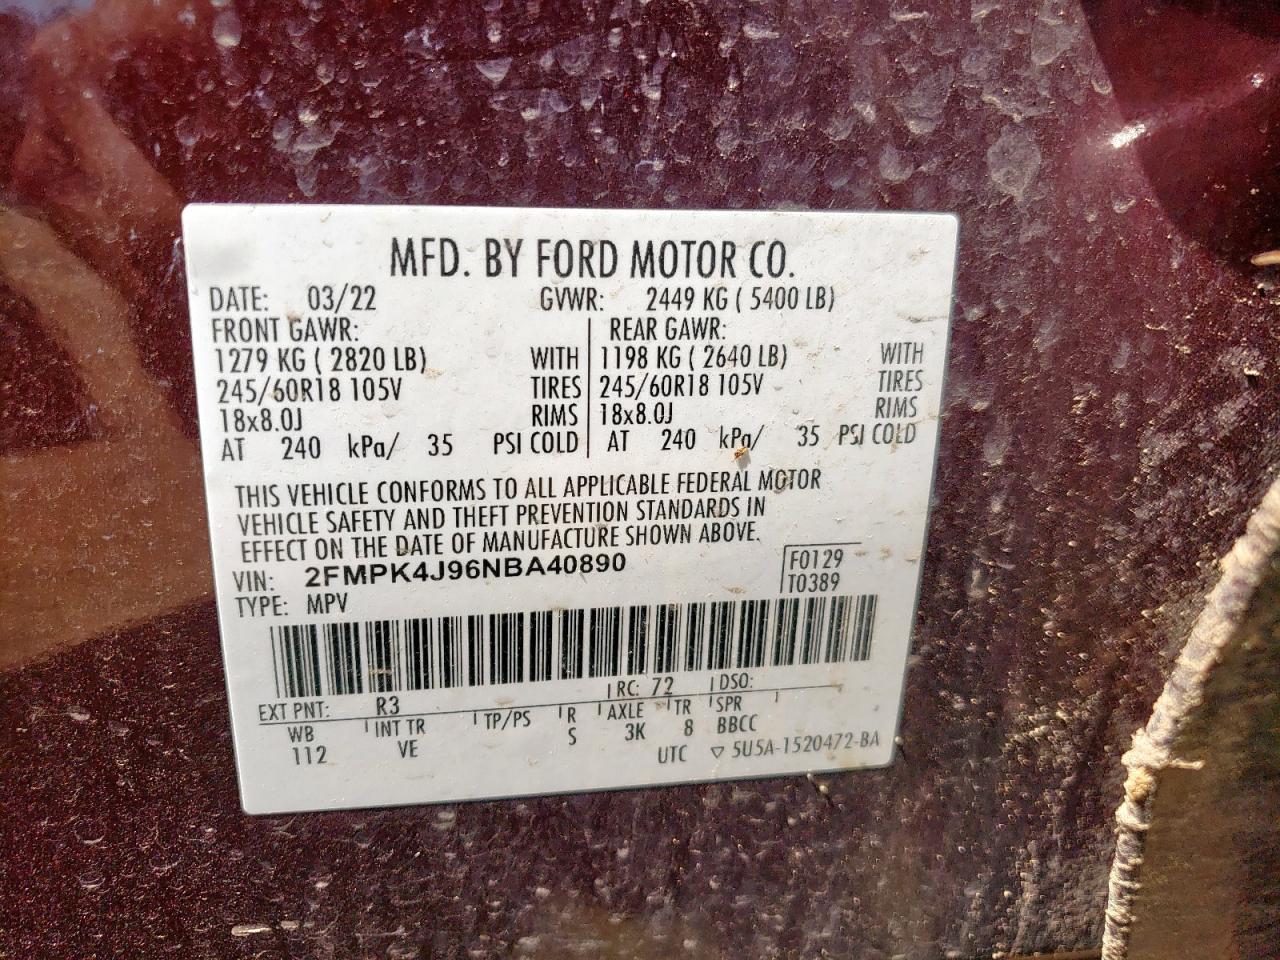 MFD. BY FORD MOTOR CO.
DATE: 03/22 GVWR: 2449 KG ( 5400 LB)
FRONT GAWR: REAR GAWR:
1279 KG ( 2820 LB) WITH 1198 KG ( 2640 LB) WITH
245/60R18 105V TIRES 245/60R18 105V TIRES
18x8.0J RIMS 18x8.0J RIMS
AT 240 kPa/ 35 PSI COLD AT 240 kPa/ 35 PSI COLD
THIS VEHICLE CONFORMS TO ALL APPLICABLE FEDERAL MOTOR
VEHICLE SAFETY AND THEFT PREVENTION STANDARDS IN
EFFECT ON THE DATE OF MANUFACTURE SHOWN ABOVE.
VIN: 2FMPK4J96NBA40890 F0129
TYPE: MPV T0389
EXT PNT: R3 RC: 72 DSO:
WB INT TR TP/PS R AXLE TR SPR
112 VE S 3K 8 BBCC
UTC ▽ 5U5A-1520472-BA